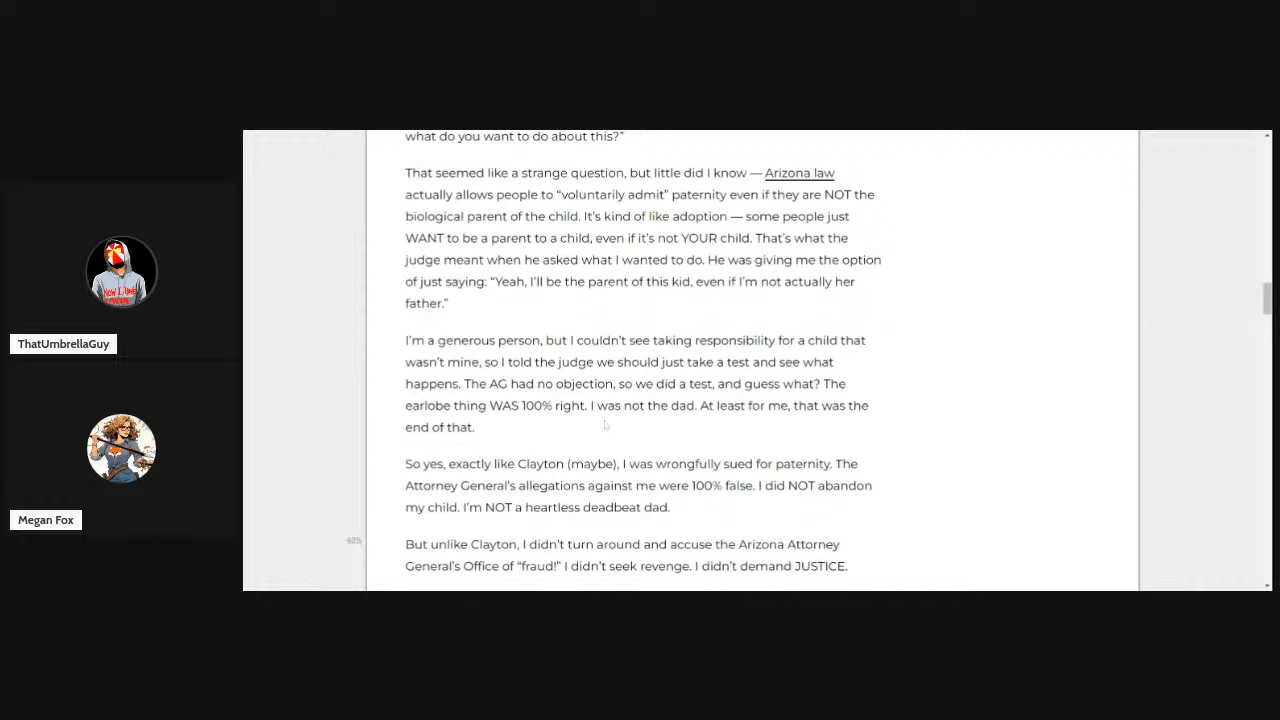 what do you want to do about this?”
That seemed like a strange question, but little did I know — Arizona law
actually allows people to “voluntarily admit” paternity even if they are NOT the
biological parent of the child. It’s kind of like adoption — some people just
WANT to be a parent to a child, even if it’s not YOUR child. That’s what the
judge meant when he asked what I wanted to do. He was giving me the option
of just saying: “Yeah, I’ll be the parent of this kid, even if I’m not actually her
father.”
I’m a generous person, but I couldn’t see taking responsibility for a child that
wasn’t mine, so I told the judge we should just take a test and see what
happens. The AG had no objection, so we did a test, and guess what? The
earlobe thing WAS 100% right. I was not the dad. At least for me, that was the
end of that.
So yes, exactly like Clayton (maybe), I was wrongfully sued for paternity. The
Attorney General’s allegations against me were 100% false. I did NOT abandon
my child. I’m NOT a heartless deadbeat dad.
40%
But unlike Clayton, I didn’t turn around and accuse the Arizona Attorney
General’s Office of “fraud!” I didn’t seek revenge. I didn’t demand JUSTICE.
ThatUmbrellaGuy
Megan Fox